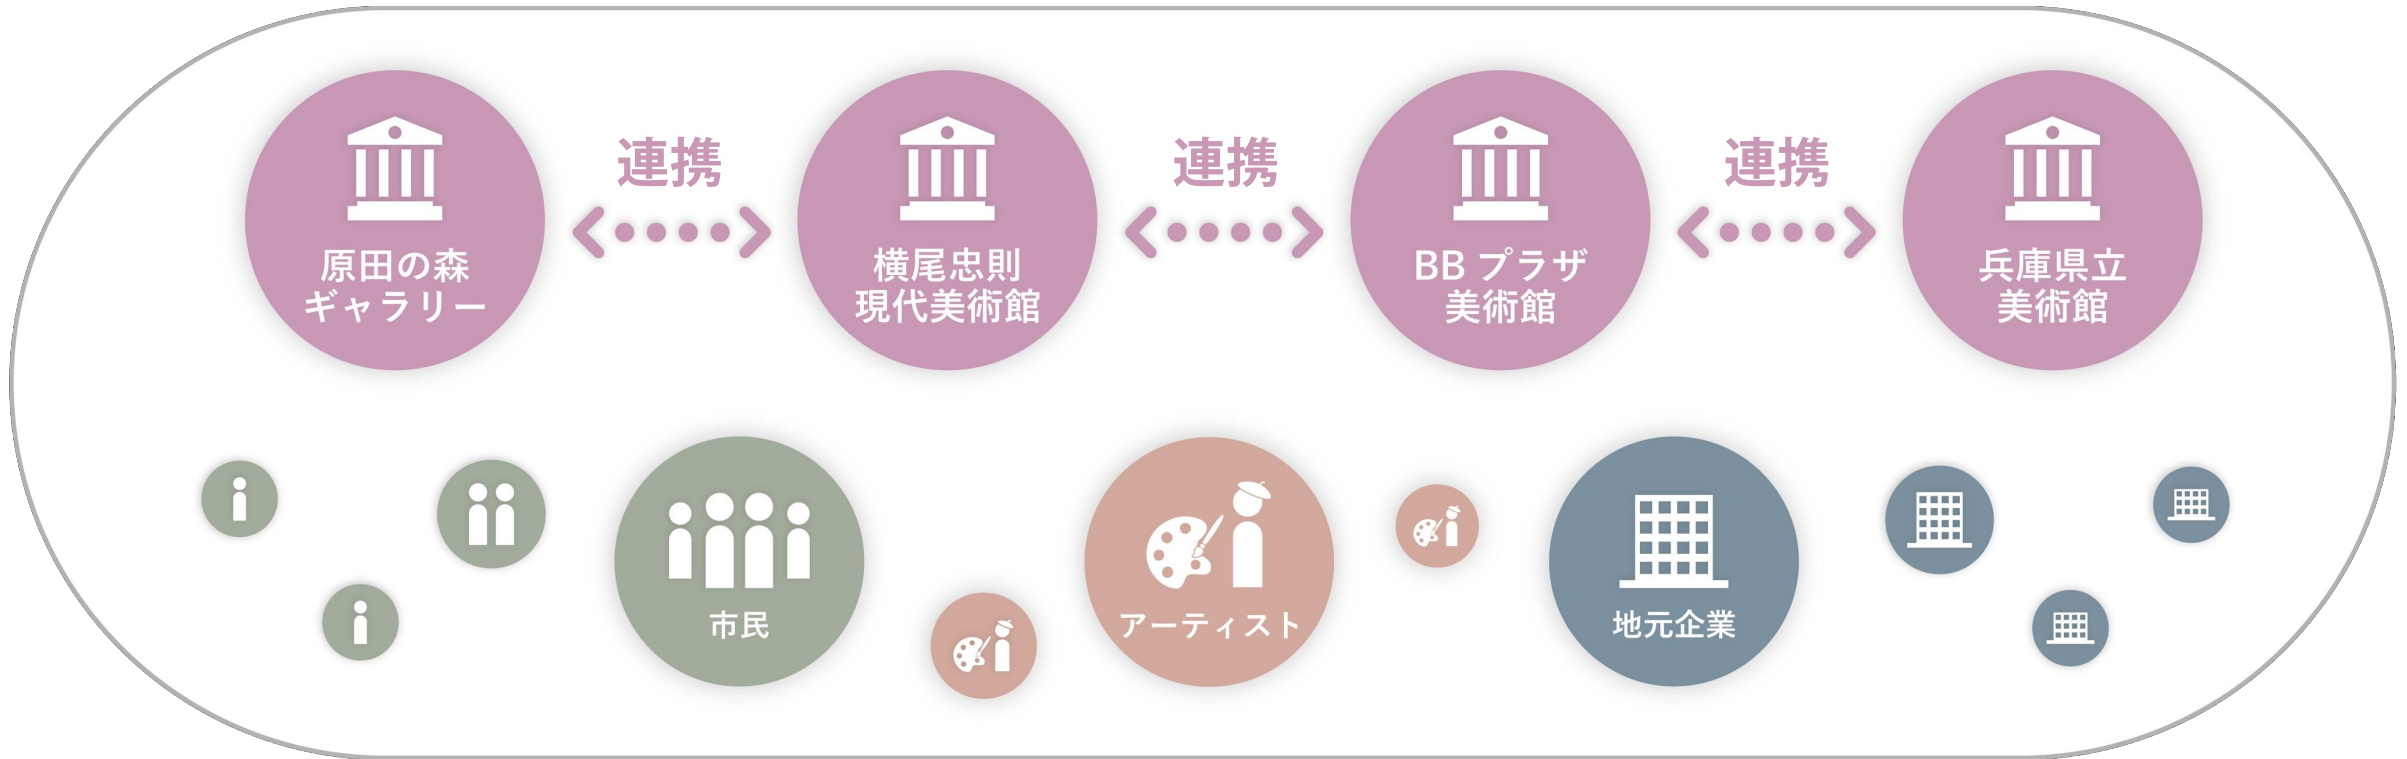 連携
連携
連携
原田の森
ギャラリー
横尾忠則
現代美術館
BB プラザ
美術館
兵庫県立
美術館
市民
アーティスト
地元企業